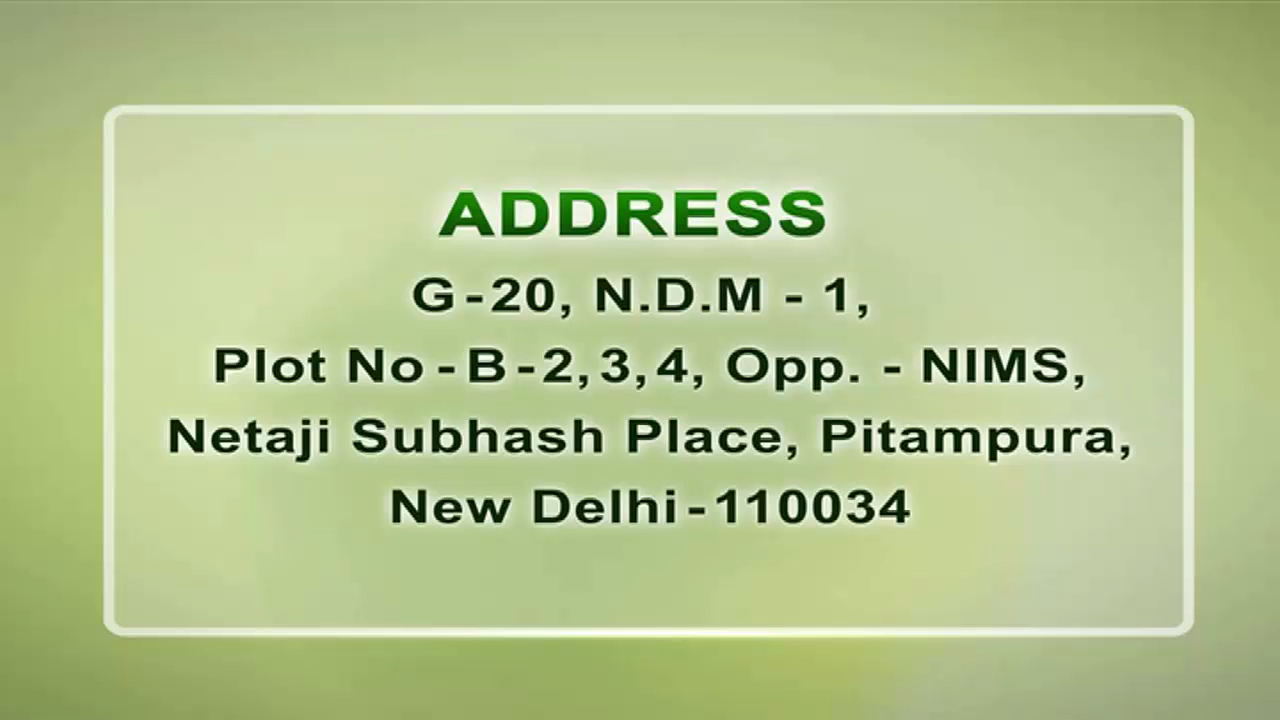 ADDRESS
G-20, N.D.M - 1,
Plot No-B-2,3,4, Opp. - NIMS,
Netaji Subhash Place, Pitampura,
New Delhi-110034